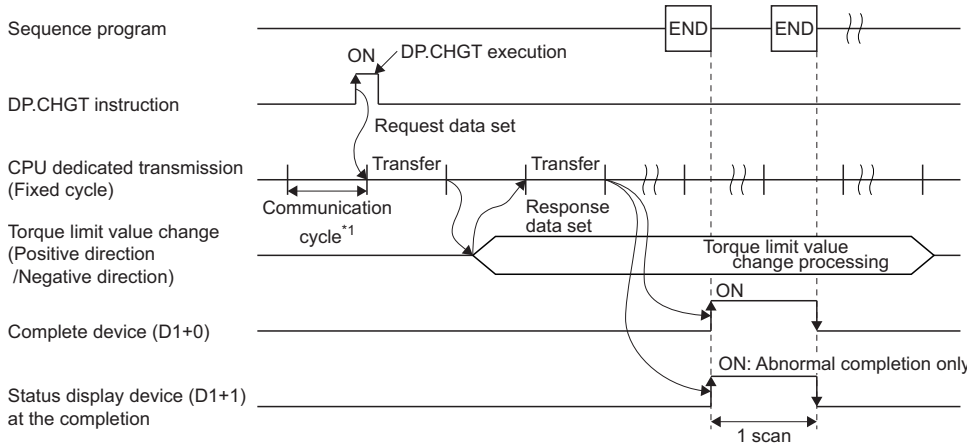 Sequence program
END
END
ON
DP.CHGT execution
DP.CHGT instruction
Request data set
CPU dedicated transmission
(Fixed cycle)
Transfer
Transfer
Communication
cycle*1
Response
data set
Torque limit value change
(Positive direction
/Negative direction)
Torque limit value
change processing
ON
Complete device (D1+0)
ON: Abnormal completion only
Status display device (D1+1)
at the completion
1 scan